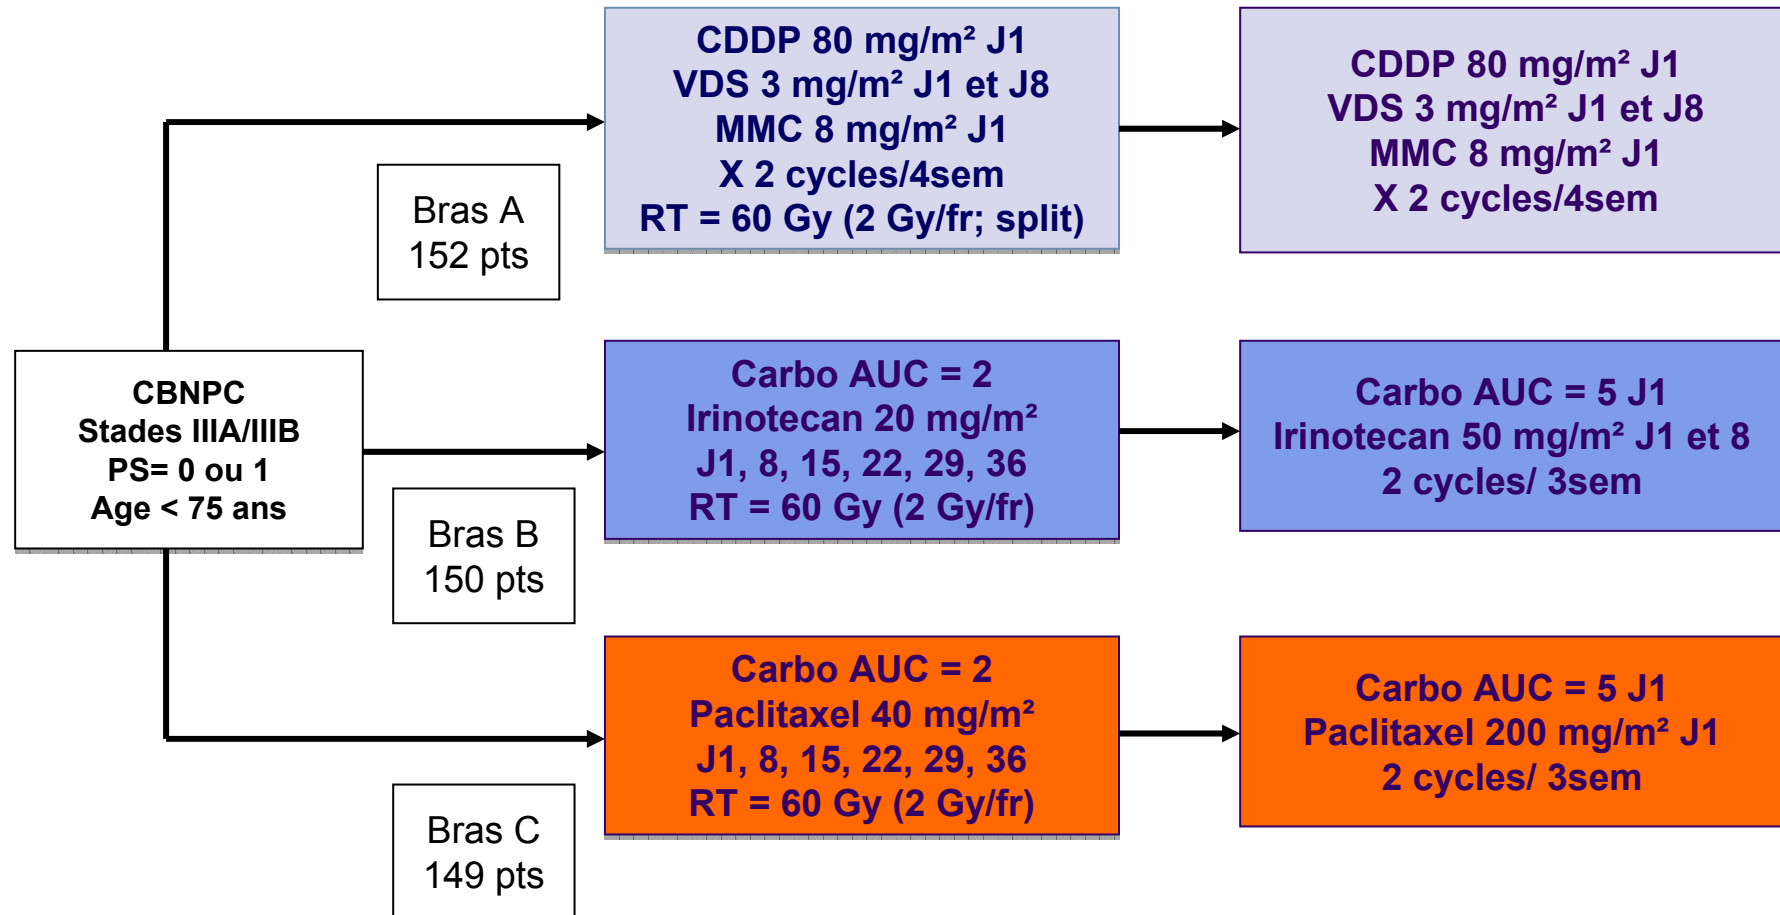 CDDP 80 mg/m² J1
VDS 3 mg/m² J1 et J8
MMC 8 mg/m² J1
X 2 cycles/4sem
RT = 60 Gy (2 Gy/fr; split)
CDDP 80 mg/m² J1
VDS 3 mg/m² J1 et J8
MMC 8 mg/m² J1
X 2 cycles/4sem
Bras A
152 pts
CBNPC
Stades IIIA/IIIB
PS= 0 ou 1
Age < 75 ans
Carbo AUC = 2
Irinotecan 20 mg/m²
J1, 8, 15, 22, 29, 36
RT = 60 Gy (2 Gy/fr)
Carbo AUC = 5 J1
Irinotecan 50 mg/m² J1 et 8
2 cycles/ 3sem
Bras B
150 pts
Carbo AUC = 2
Paclitaxel 40 mg/m²
J1, 8, 15, 22, 29, 36
RT = 60 Gy (2 Gy/fr)
Carbo AUC = 5 J1
Paclitaxel 200 mg/m² J1
2 cycles/ 3sem
Bras C
149 pts